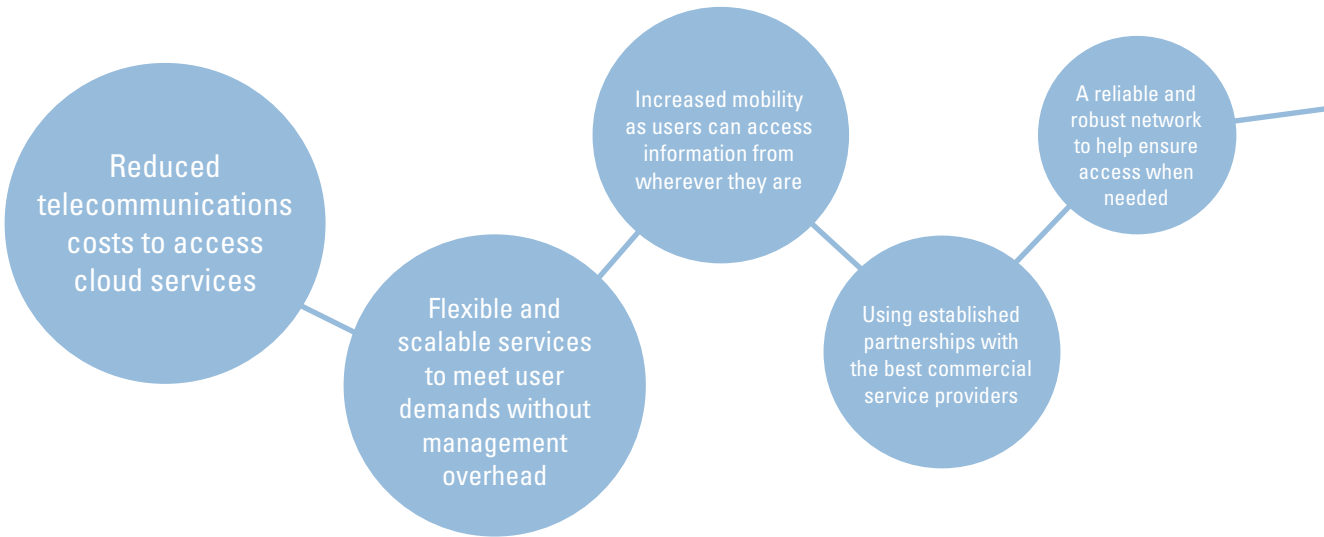 Reduced
telecommunications
costs to access
cloud services
Flexible and
scalable services
to meet user
demands without
management
overhead
Increased mobility
as users can access
information from
wherever they are
Using established
partnerships with
the best commercial
service providers
A reliable and
robust network
to help ensure
access when
needed